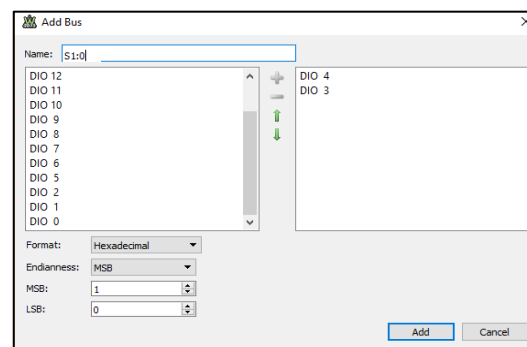 Add Bus
Name: S1:0
DIO 12
DIO 11
DIO 10
DIO 9
DIO 8
DIO 7
DIO 6
DIO 5
DIO 2
DIO 1
DIO 0
DIO 4
DIO 3
Format: Hexadecimal
Endianness: MSB
MSB: 1
LSB: 0
Add Cancel